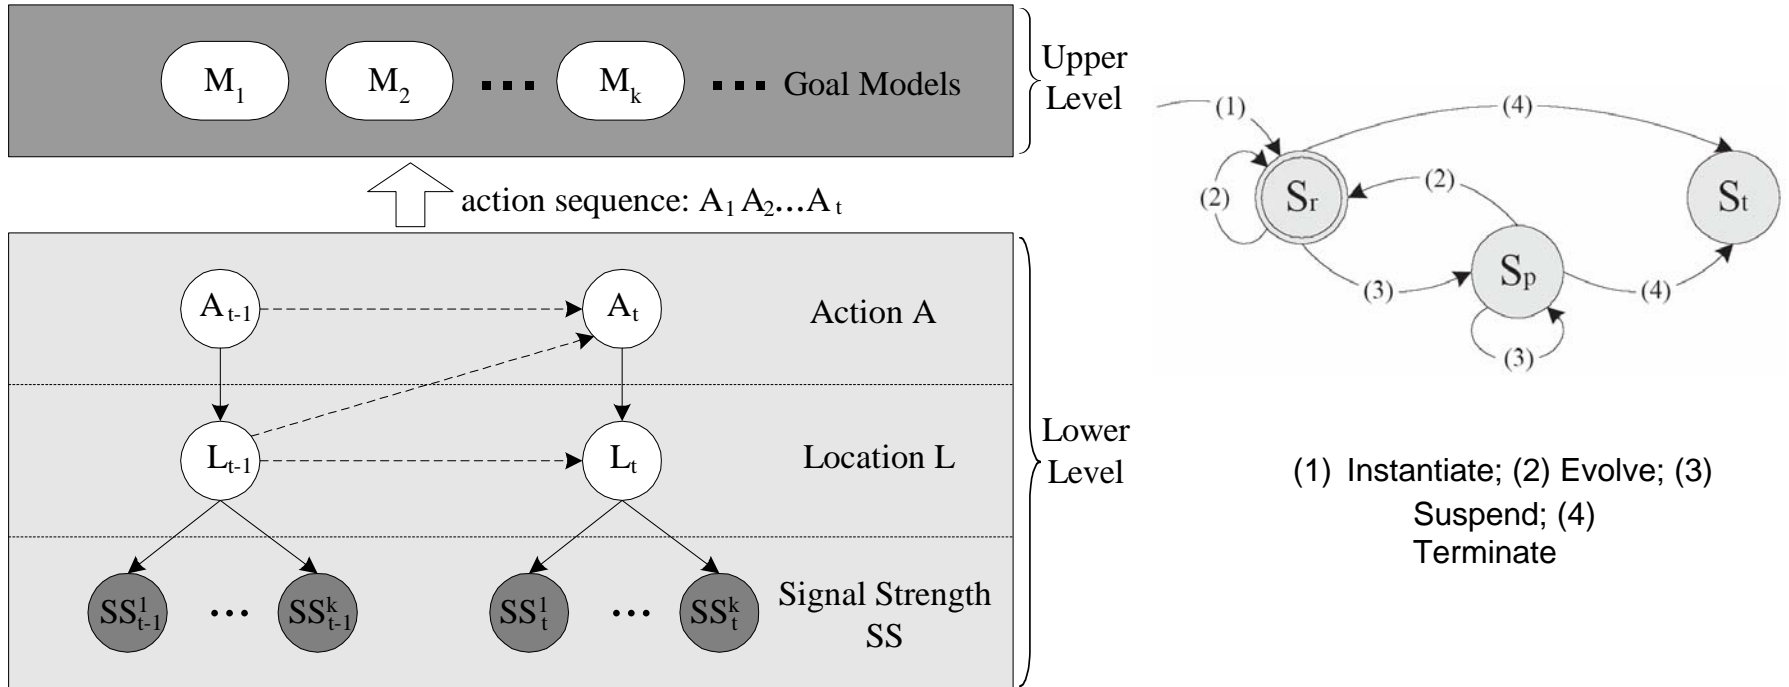 M1 M2 ... Mk ... Goal Models
Upper
Level
action sequence: A1 A2...At
At-1 At Action A
Lt-1 Lt Location L
Lower
Level
SS1t-1 ... SSkt-1 SS1t ... SSkt
Signal Strength
SS
(1) (4)
(2) (2)
Sr St
Sp
(3) (4)
(3)
(1) Instantiate; (2) Evolve; (3)
Suspend; (4)
Terminate